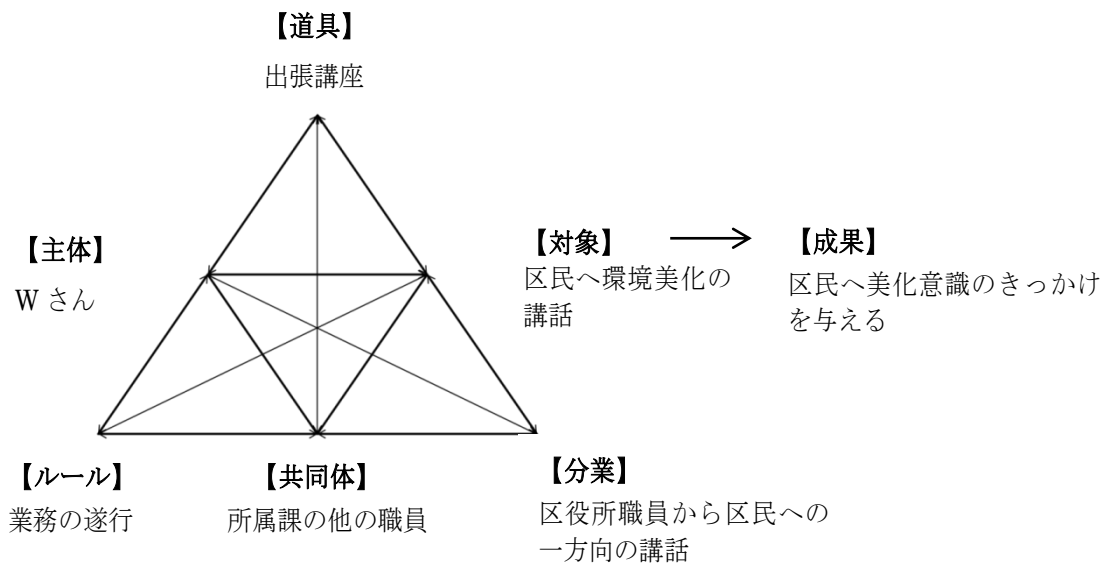 【道具】
出張講座
【主体】
W さん
【対象】
区民へ環境美化の
講話
【成果】
区民へ美化意識のきっかけ
を与える
【ルール】
業務の遂行
【共同体】
所属課の他の職員
【分業】
区役所職員から区民への
一方向の講話